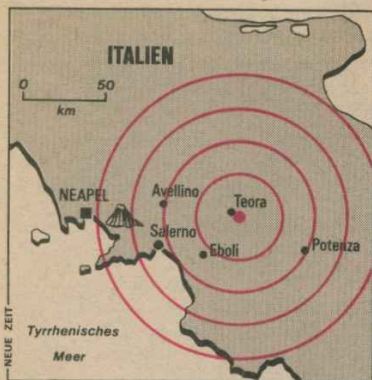 ITALIEN
0 50
km
NEAPEL
Avellino
Teora
Salerno
Eboli
Potenza
Tyrrhenisches
Meer
NEUE ZEIT